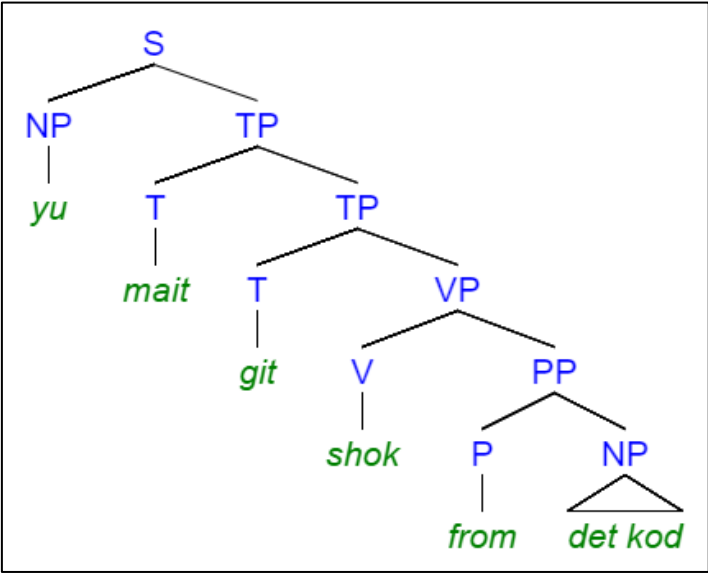 S
NP TP
yu T TP
mait T VP
git V PP
shok P NP
from det kod